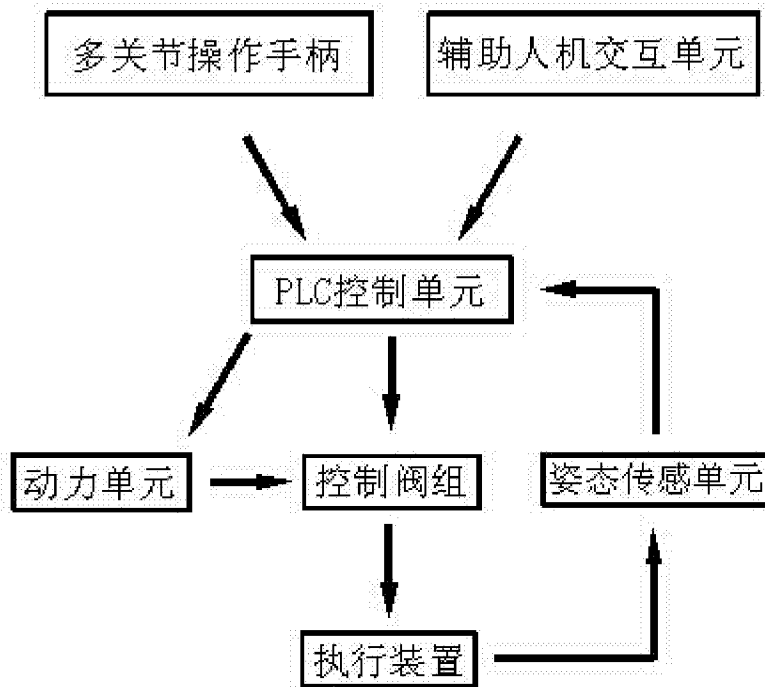 多关节操作手柄
辅助人机交互单元
PLC控制单元
动力单元
控制阀组
姿态传感单元
执行装置